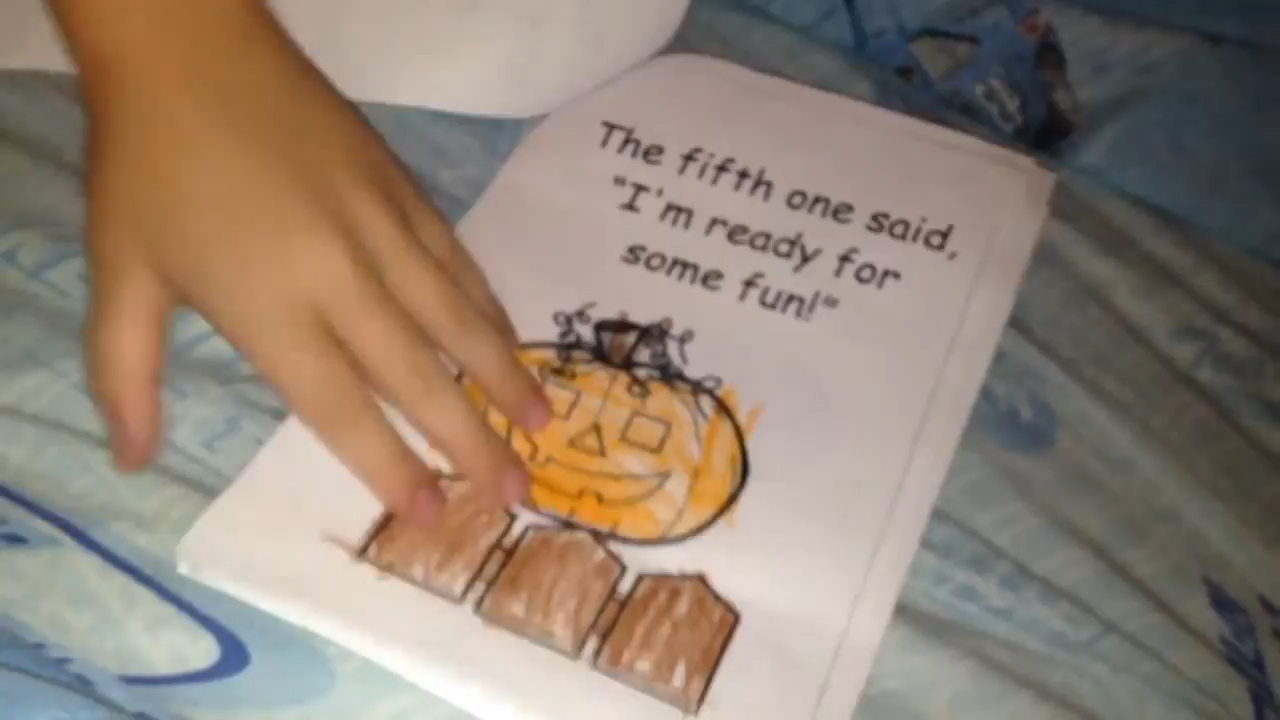 The fifth one said,
"I'm ready for
some fun!"